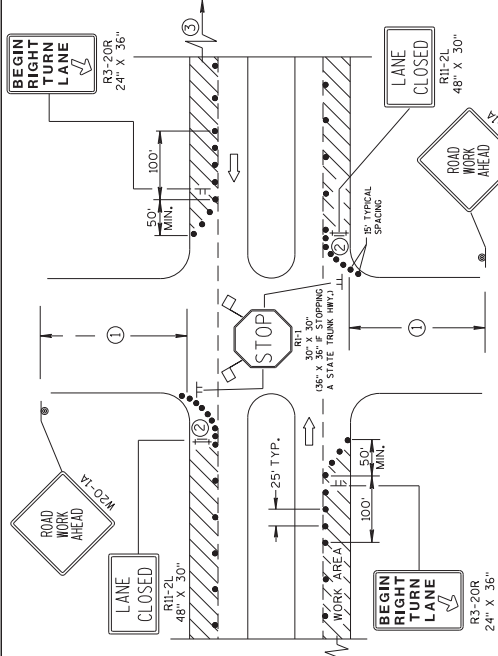 BEGIN
RIGHT
TURN
LANE
R3-20R
24" X 36"
3
100'
50'
MIN.
LANE
CLOSED
R11-2L
48" X 30"
ROAD
WORK
AHEAD
1A
2
15' TYPICAL
SPACING
1
STOP
R1-1
30" X 30"
(36" X 36" IF STOPPING
A STATE TRUNK HWY.)
1
2
ROAD
WORK
AHEAD
W20-1A
LANE
CLOSED
R11-2L
48" X 30"
25' TYP.
50'
MIN.
100'
WORK AREA
BEGIN
RIGHT
TURN
LANE
R3-20R
24" X 36"